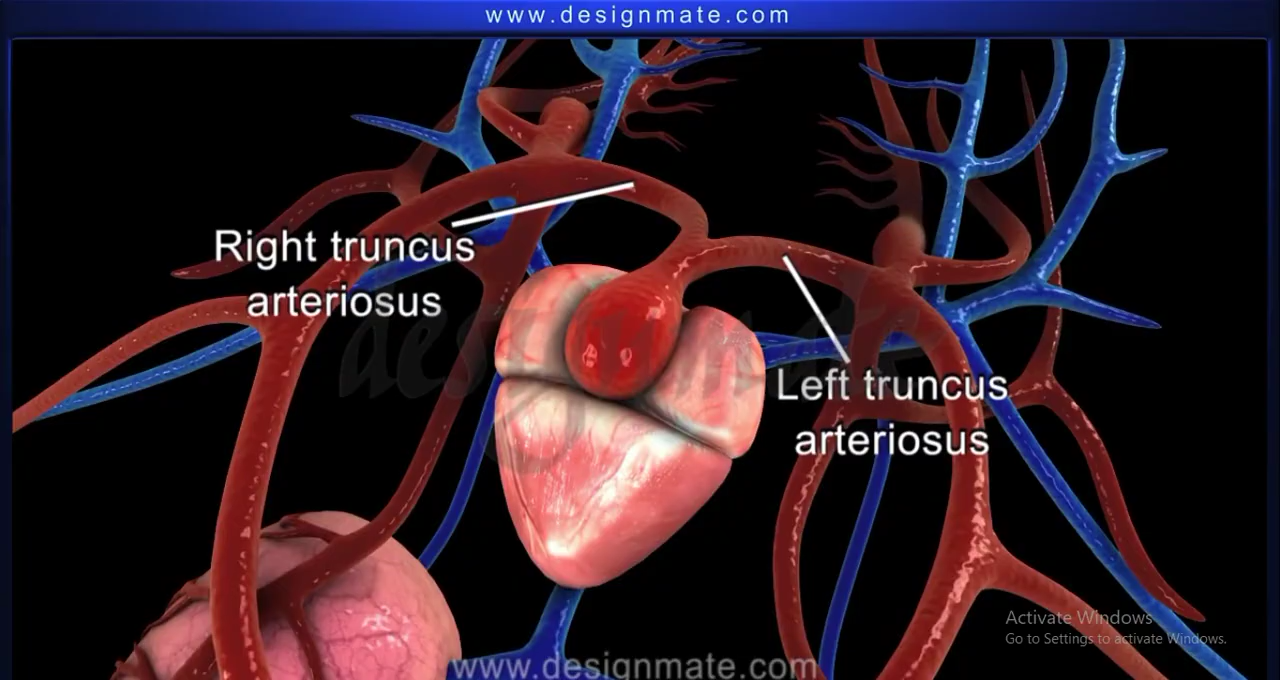 www.designmate.com
Right truncus
arteriosus
designmate
Left truncus
arteriosus
Activate Windows
Go to Settings to activate Windows.
www.designmate.com